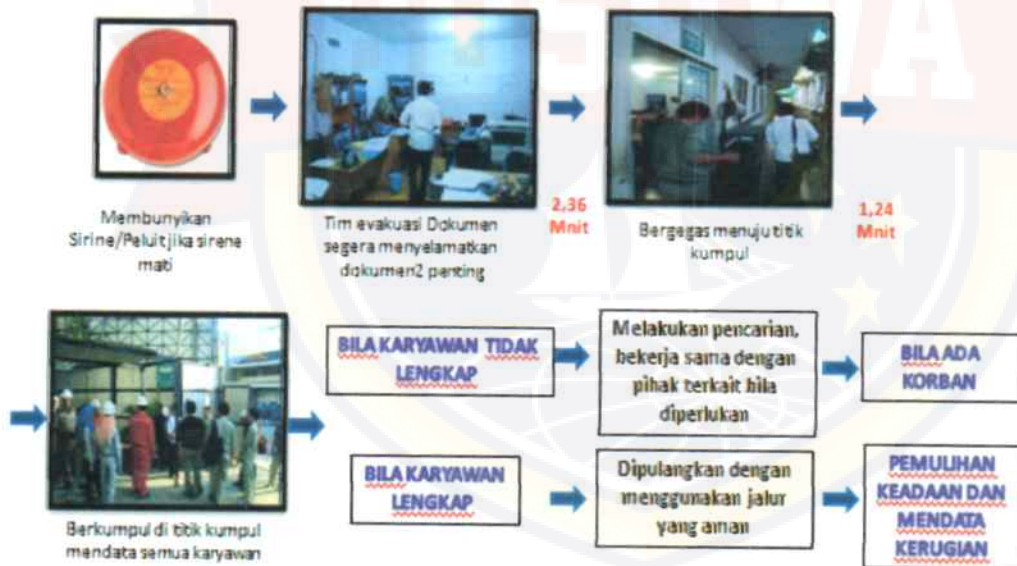 Membunyikan
Sirine/Peluit jika sirene
mati
Tim evakuasi Dokumen
segera menyelamatkan
dokumen2 penting
2,36
Mnit
Bergegas menuju titik
kumpul
1,24
Mnit
Berkumpul di titik kumpul
mendata semua karyawan
BILA KARYAWAN TIDAK
LENGKAP
Melakukan pencarian,
bekerja sama dengan
pihak terkait bila
diperlukan
BILA ADA
KORBAN
BILA KARYAWAN
LENGKAP
Dipulangkan dengan
menggunakan jalur
yang aman
PEMULIHAN
KEADAAN DAN
MENDATA
KERUGIAN